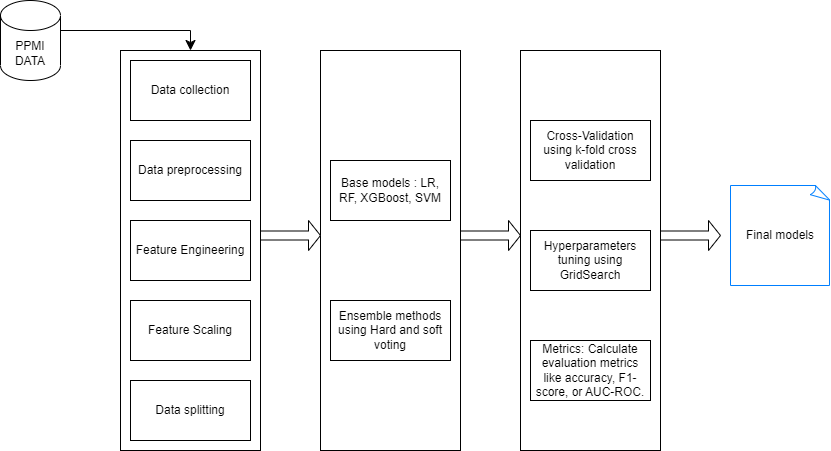 PPMI
DATA
Data collection
Data preprocessing
Feature Engineering
Feature Scaling
Data splitting
Base models : LR,
RF, XGBoost, SVM
Ensemble methods
using Hard and soft
voting
Cross-Validation
using k-fold cross
validation
Hyperparameters
tuning using
GridSearch
Metrics: Calculate
evaluation metrics
like accuracy, F1-
score, or AUC-ROC.
Final models